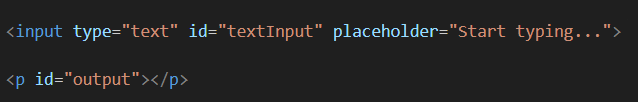 <input type="text" id="textInput" placeholder="Start typing...">
<p id="output"></p>